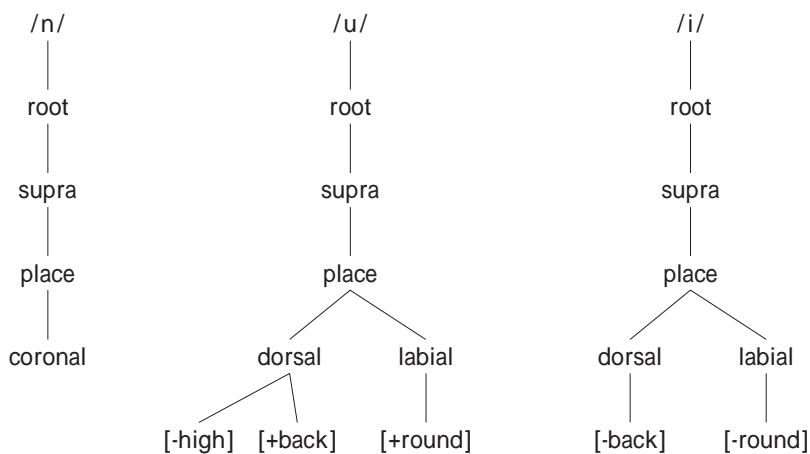 /n/ /u/ /i/
root root root
supra supra supra
place place place
coronal dorsal labial dorsal labial
[-high] [+back] [+round] [-back] [-round]